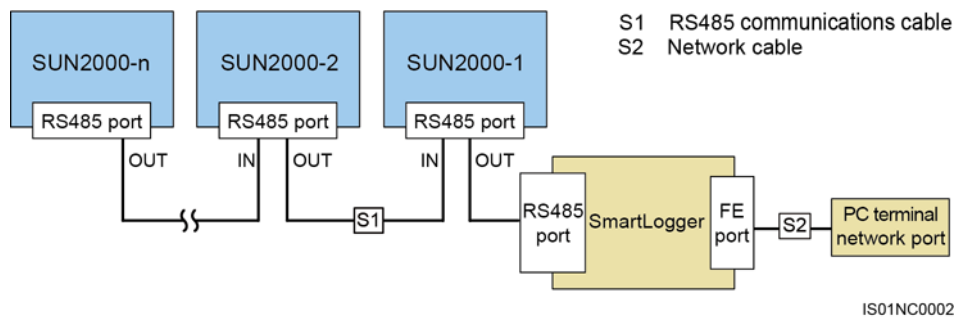 S1 RS485 communications cable
S2 Network cable
SUN2000-n
SUN2000-2
SUN2000-1
RS485 port
RS485 port
RS485 port
OUT
IN
OUT
IN
OUT
S1
RS485
port
SmartLogger
FE
port
S2
PC terminal
network port
IS01NC0002